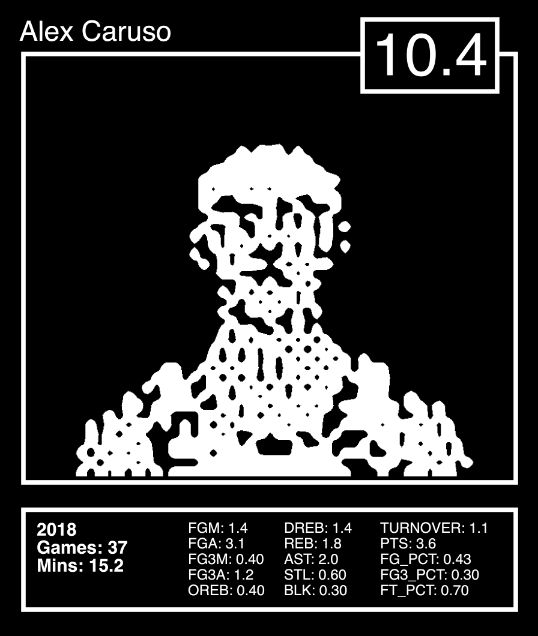 Alex Caruso
10.4
2018
Games: 37
Mins: 15.2
FGM: 1.4
FGA: 3.1
FG3M: 0.40
FG3A: 1.2
OREB: 0.40
DREB: 1.4
REB: 1.8
AST: 2.0
STL: 0.60
BLK: 0.30
TURNOVER: 1.1
PTS: 3.6
FG_PCT: 0.43
FG3_PCT: 0.30
FT_PCT: 0.70